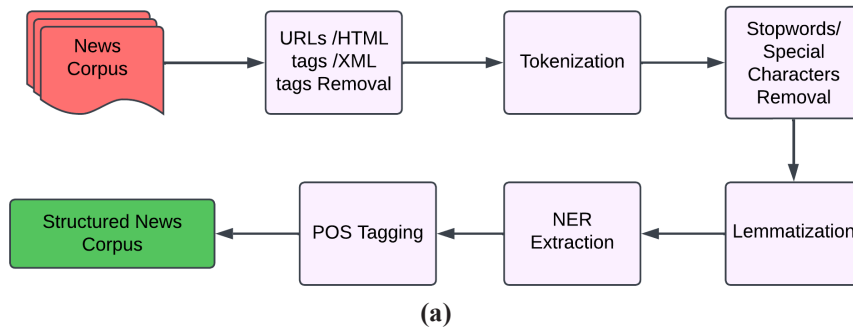 News
Corpus
URLs /HTML
tags /XML
tags Removal
Tokenization
Stopwords/
Special
Characters
Removal
Lemmatization
NER
Extraction
POS Tagging
Structured News
Corpus
(a)